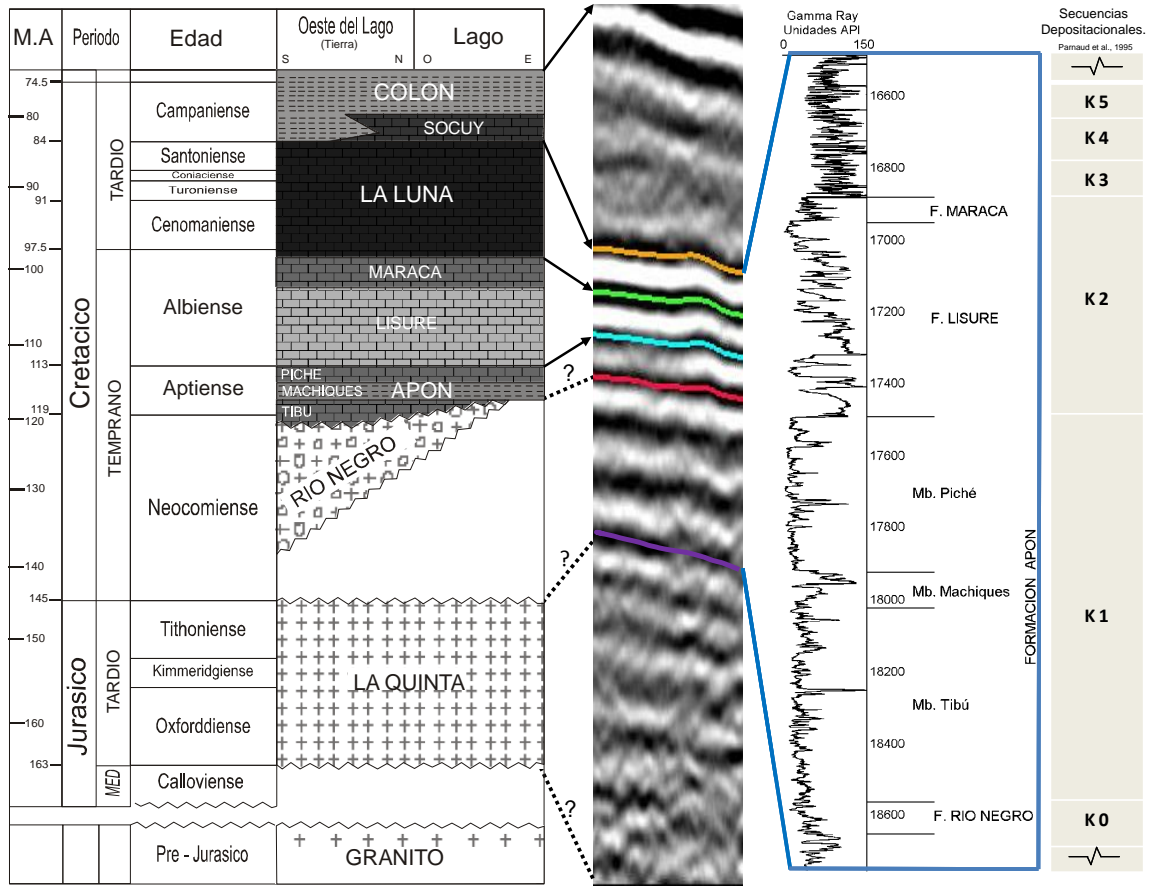 M.A
Periodo
Edad
Oeste del Lago
(Tierra)
S
N
Lago
O
E
Gamma Ray
Unidades API
0
150
Secuencias
Depositacionales.
Parnaud et al., 1995
74.5
80
84
90
91
97.5
100
110
113
119
120
130
140
145
150
160
163
Cretacico
Jurasico
TARDIO
TEMPRANO
TARDIO
MED
Campaniense
Santoniense
Coniaciense
Turoniense
Cenomaniense
Albiense
Aptiense
Neocomiense
Tithoniense
Kimmeridgiense
Oxforddiense
Calloviense
Pre - Jurasico
COLON
SOCUY
LA LUNA
MARACA
LISURE
PICHE
MACHIQUES
APON
TIBU
RIO NEGRO
LA QUINTA
GRANITO
?
?
?
16600
16800
17000
17200
17400
17600
17800
18000
18200
18400
18600
F. MARACA
F. LISURE
Mb. Piché
Mb. Machiques
Mb. Tibú
F. RIO NEGRO
FORMACION APON
K 5
K 4
K 3
K 2
K 1
K 0